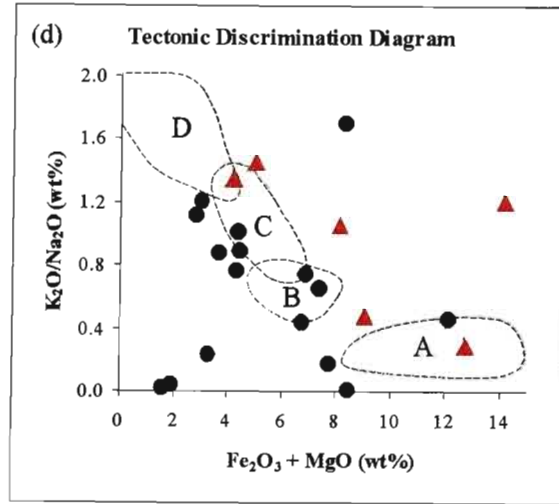 (d) Tectonic Discrimination Diagram
2.0
D
1.6
K₂O/Na₂O (wt%)
1.2
C
0.8
B
0.4
A
0.0
0 2 4 6 8 10 12 14
Fe₂O₃ + MgO (wt%)